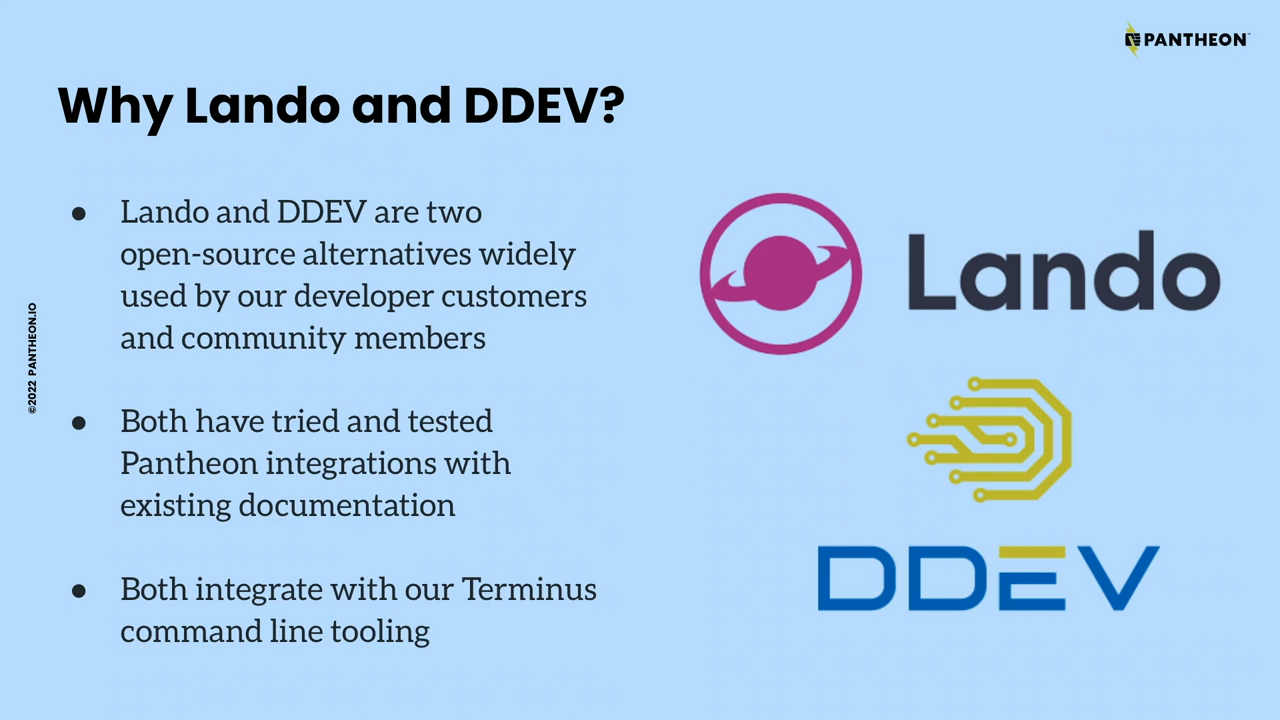 PANTHEON
Why Lando and DDEV?
● Lando and DDEV are two
open-source alternatives widely
used by our developer customers
and community members
● Both have tried and tested
Pantheon integrations with
existing documentation
● Both integrate with our Terminus
command line tooling
Lando
DDEV
©2022 PANTHEON.IO